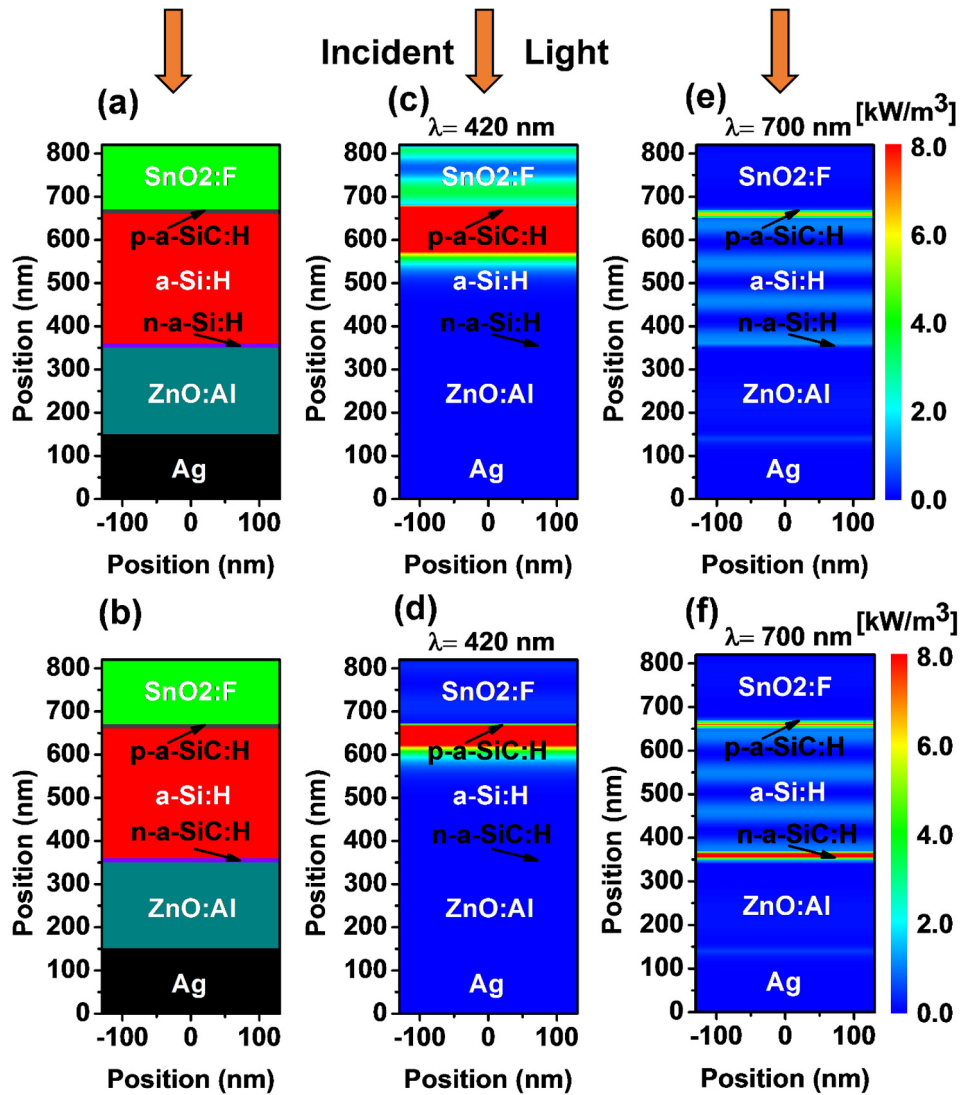 Incident Light
(a)
SnO2:F
p-a-SiC:H
a-Si:H
n-a-Si:H
ZnO:Al
Ag
800
700
600
500
400
300
200
100
0
Position (nm)
-100 0 100
Position (nm)
(c)
λ= 420 nm
SnO2:F
p-a-SiC:H
a-Si:H
n-a-Si:H
ZnO:Al
Ag
800
700
600
500
400
300
200
100
0
Position (nm)
-100 0 100
Position (nm)
(e)
λ= 700 nm
[kW/m³]
SnO2:F
p-a-SiC:H
a-Si:H
n-a-Si:H
ZnO:Al
Ag
800
700
600
500
400
300
200
100
0
Position (nm)
-100 0 100
Position (nm)
8.0
6.0
4.0
2.0
0.0
(b)
SnO2:F
p-a-SiC:H
a-Si:H
n-a-SiC:H
ZnO:Al
Ag
800
700
600
500
400
300
200
100
0
Position (nm)
-100 0 100
Position (nm)
(d)
λ= 420 nm
SnO2:F
p-a-SiC:H
a-Si:H
n-a-SiC:H
ZnO:Al
Ag
800
700
600
500
400
300
200
100
0
Position (nm)
-100 0 100
Position (nm)
(f)
λ= 700 nm
[kW/m³]
SnO2:F
p-a-SiC:H
a-Si:H
n-a-SiC:H
ZnO:Al
Ag
800
700
600
500
400
300
200
100
0
Position (nm)
-100 0 100
Position (nm)
8.0
6.0
4.0
2.0
0.0